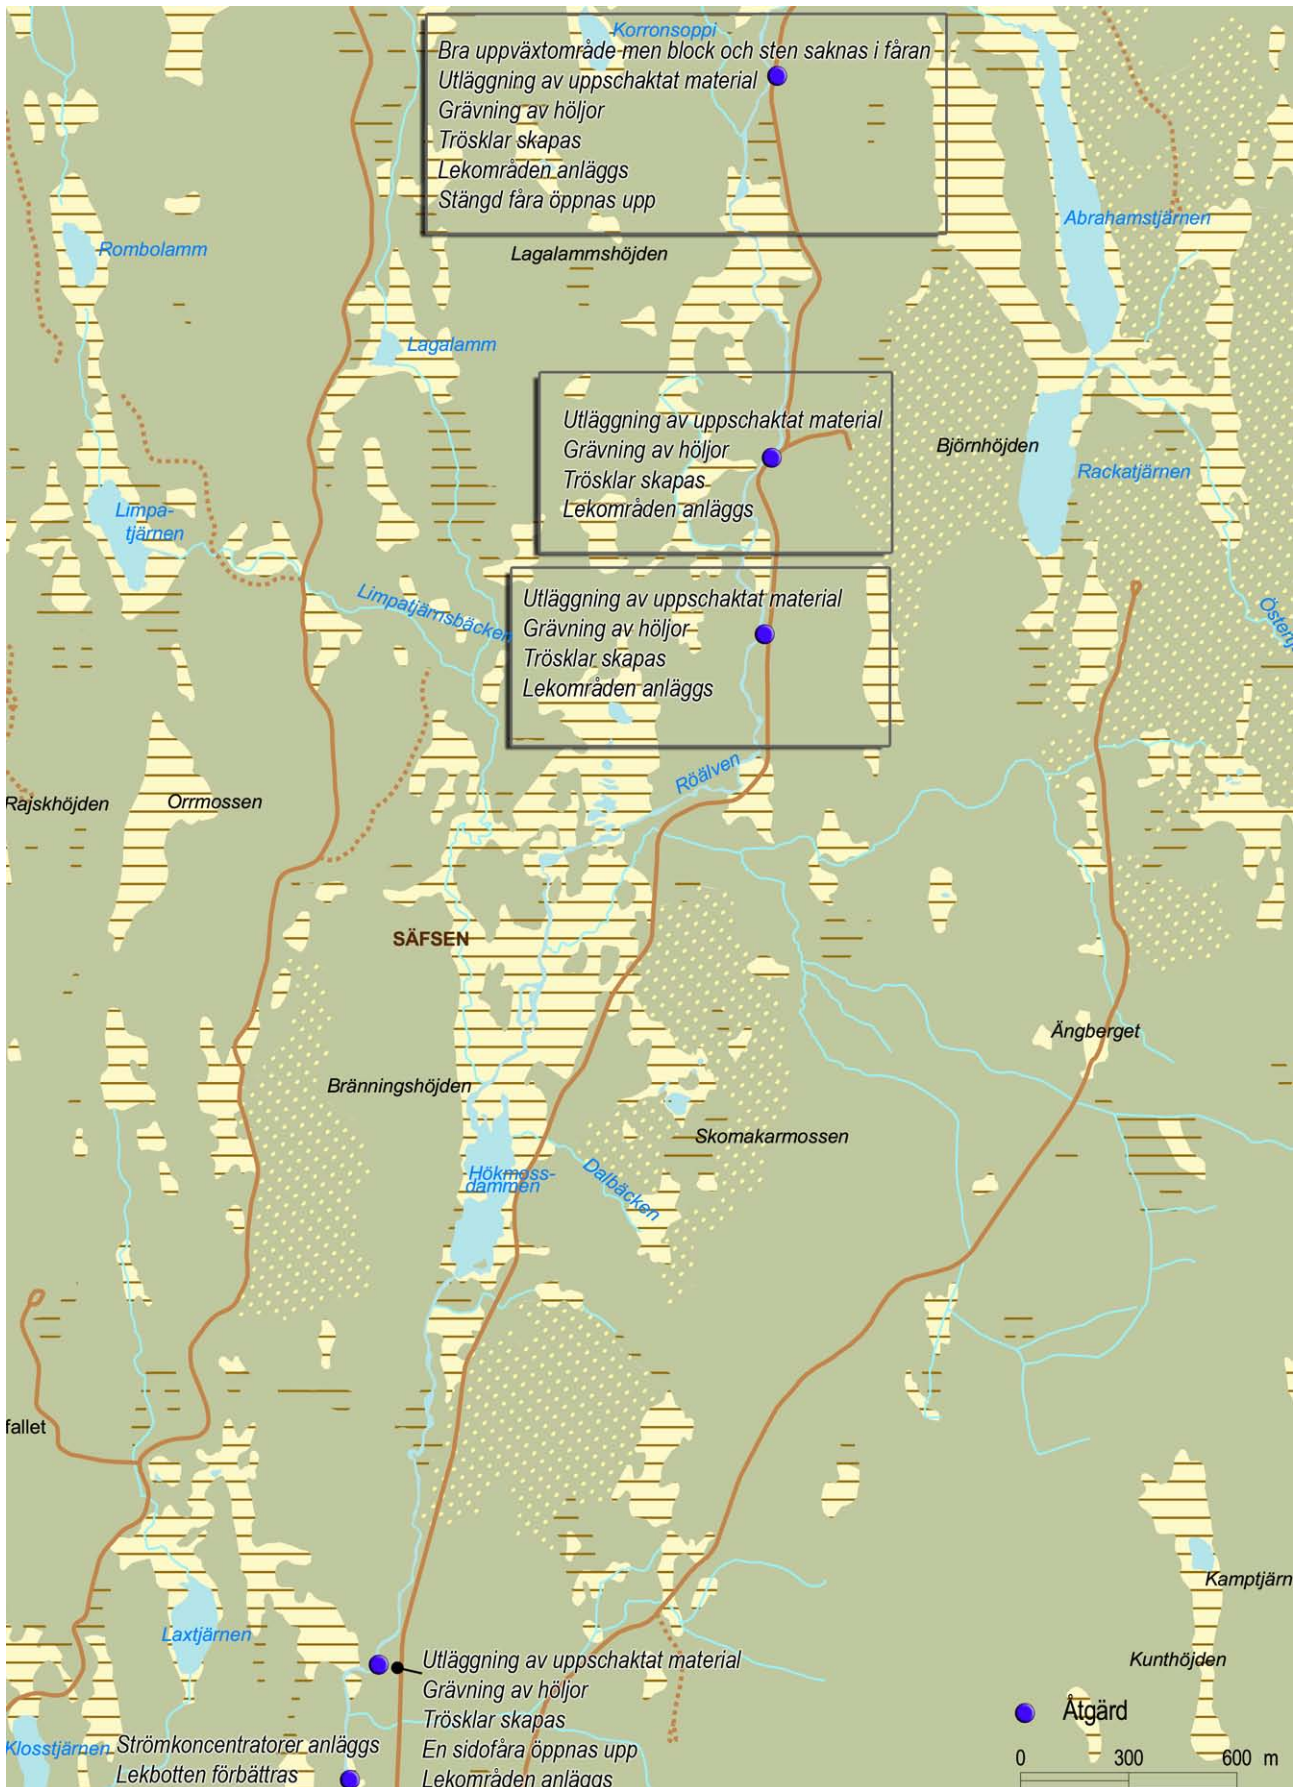 Korronsoppi
Bra uppväxtområde men block och sten saknas i fåran
Utläggning av uppschaktat material
Grävning av höljor
Trösklar skapas
Lekområden anläggs
Stängd fåra öppnas upp
Abrahamstjärnen
Rombolamm
Lagalammshöjden
Lagalamm
Utläggning av uppschaktat material
Grävning av höljor
Trösklar skapas
Lekområden anläggs
Björnhöjden
Rackatjärnen
Limpa-
tjärnen
Limpatjärnsbäcken
Utläggning av uppschaktat material
Grävning av höljor
Trösklar skapas
Lekområden anläggs
Röälven
Rajskhöjden
Orrmossen
SÄFSEN
Ängberget
Bränningshöjden
Skomakarmossen
Hökmoss-
dammen
Dalbäcken
fallet
Kamptjärn
Laxtjärnen
Kunthöjden
Utläggning av uppschaktat material
Grävning av höljor
Trösklar skapas
En sidofåra öppnas upp
Lekområden anläggs
Klosstjärnen
Strömkoncentratorer anläggs
Lekbotten förbättras
Åtgärd
0 300 600 m